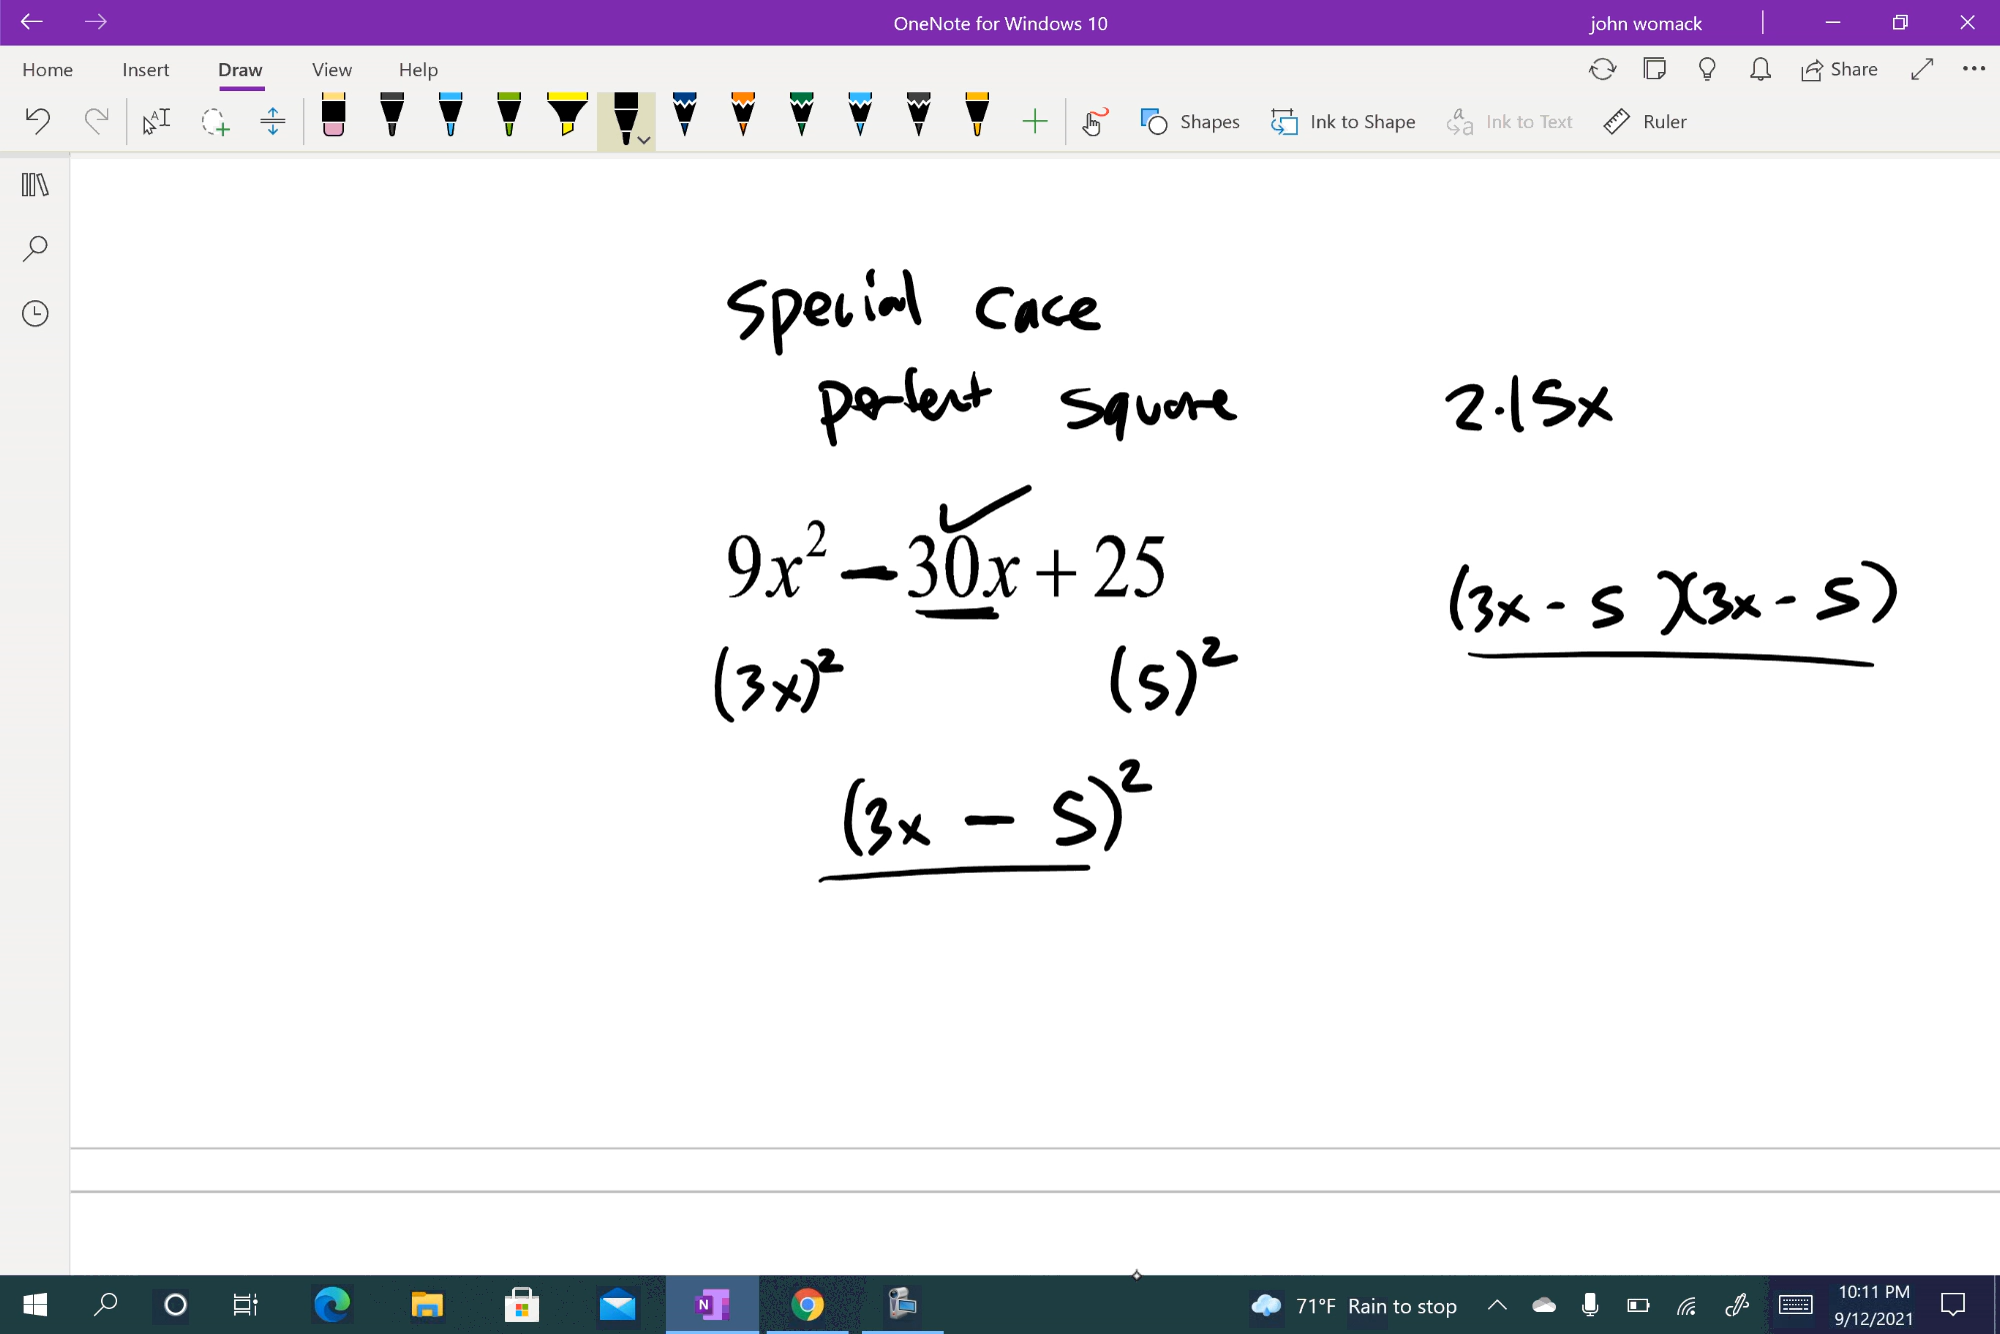 OneNote for Windows 10
john womack
Home Insert Draw View Help
Share
Shapes Ink to Shape Ink to Text Ruler
special case
perfect square
2·15x
9x² − 30x + 25
(3x - 5)(3x - 5)
(3x)² (5)²
(3x − 5)²
71°F Rain to stop
10:11 PM
9/12/2021